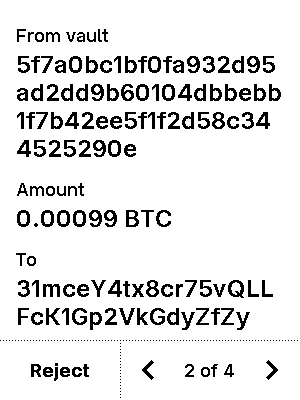 From vault
5f7a0bc1bf0fa932d95
ad2dd9b60104dbbebb
1f7b42ee5f1f2d58c34
4525290e
Amount
0.00099 BTC
To
31mceY4tx8cr75vQLL
FcK1Gp2VkGdyZfZy
Reject
2 of 4